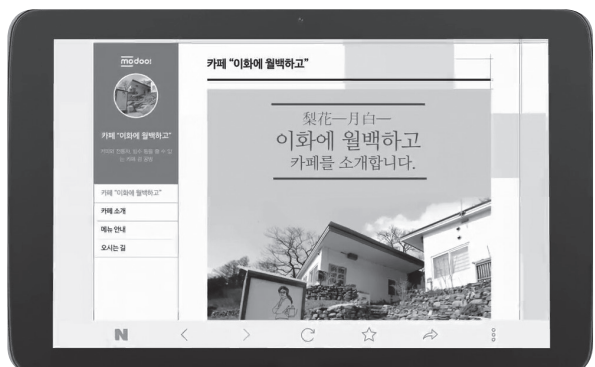 modoo!
카페 "이화에 월백하고"
카페 "이화에 월백하고"
카페 소개
메뉴 안내
오시는 길
카페 "이화에 월백하고"
梨花—月白—
이화에 월백하고
카페를 소개합니다.
N